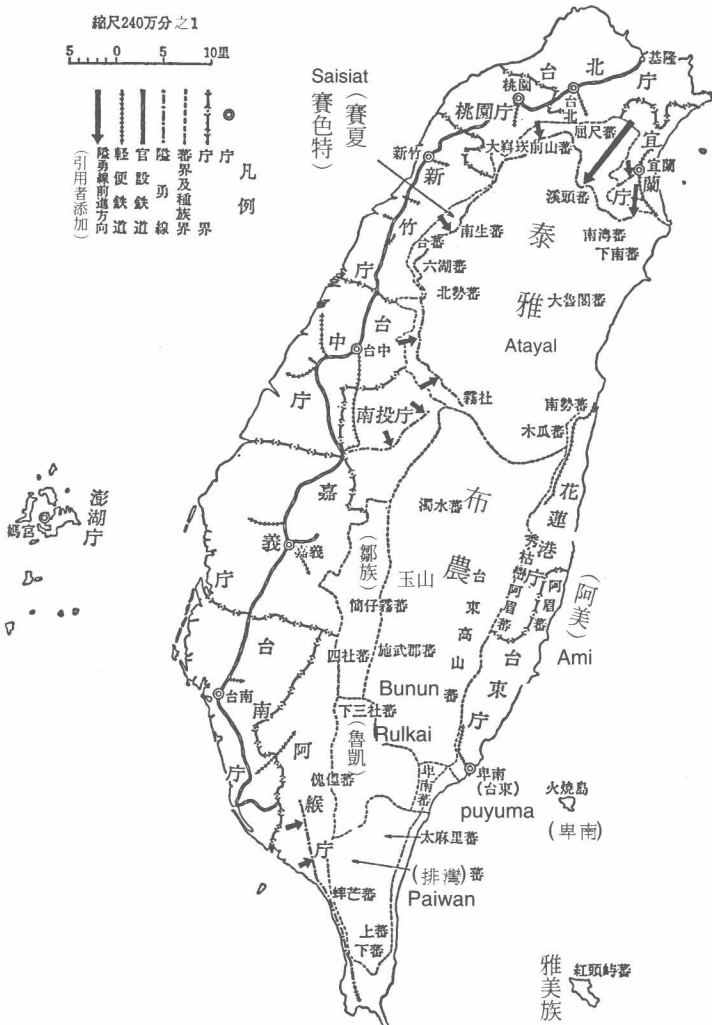 縮尺240万分之1
5 0 5 10里
凡例
◎ 庁
庁界
蕃界及種族界
隘勇線
官設鉄道
軽便鉄道
隘勇線前進方向
(引用者添加)
Saisiat
賽色特
(賽夏)
台北庁
基隆
台北
桃園
桃園庁
屈尺蕃
大嵙崁前山蕃
宜蘭庁
宜蘭
溪頭蕃
新竹
新竹庁
南生蕃
合蕃
南澚蕃
下南蕃
六湖蕃
北勢蕃
泰雅
大魯閣蕃
Atayal
台中庁
台中
霧社
南投庁
南勢蕃
木瓜蕃
澎湖庁
媽宮
嘉義庁
嘉義
濁水蕃
布農
花蓮港庁
(鄒族)
玉山
秀姑巒阿眉蕃
阿眉蕃
(阿美)
Ami
簡仔霧蕃
台東高山蕃
四社蕃
施武郡蕃
Bunun
台東庁
台南庁
台南
下三社蕃
Rulkai
(魯凱)
阿緱庁
傀儡蕃
卑南蕃
卑南
(台東)
puyuma
(卑南)
火焼島
太麻里蕃
(排灣)蕃
Paiwan
蜂芒蕃
上蕃
下蕃
雅美族
紅頭嶼蕃